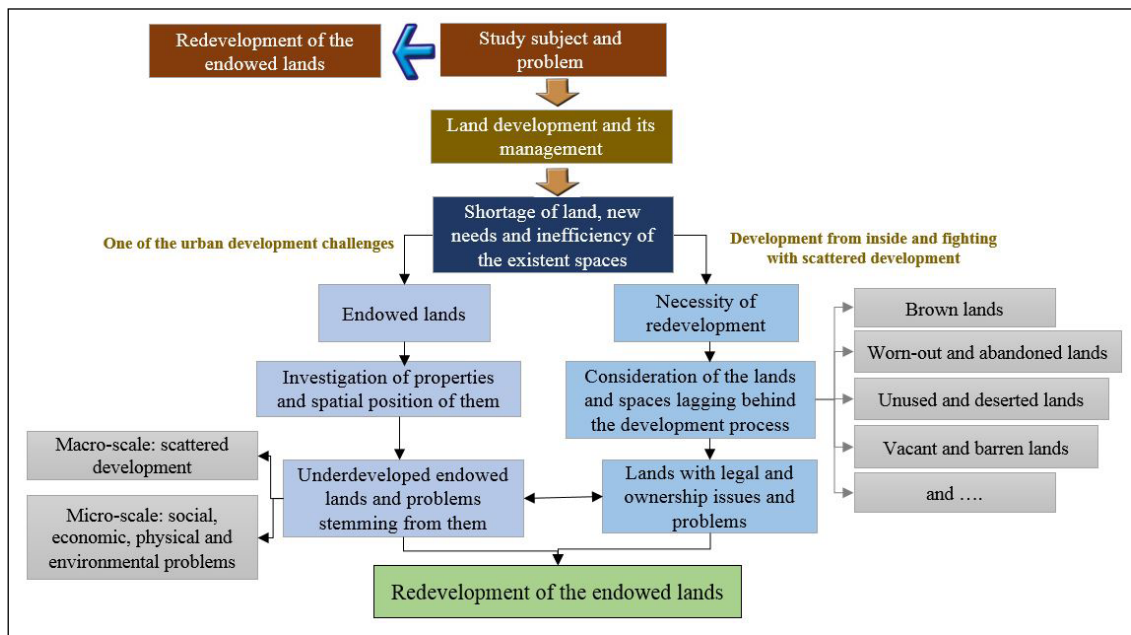 Redevelopment of the
endowed lands
Study subject and
problem
Land development and its
management
Shortage of land, new
needs and inefficiency of
the existent spaces
One of the urban development challenges
Development from inside and fighting
with scattered development
Endowed lands
Necessity of
redevelopment
Brown lands
Worn-out and abandoned lands
Unused and deserted lands
Vacant and barren lands
and ….
Investigation of properties
and spatial position of them
Consideration of the lands
and spaces lagging behind
the development process
Macro-scale: scattered
development
Micro-scale: social,
economic, physical and
environmental problems
Underdeveloped endowed
lands and problems
stemming from them
Lands with legal and
ownership issues and
problems
Redevelopment of the endowed lands